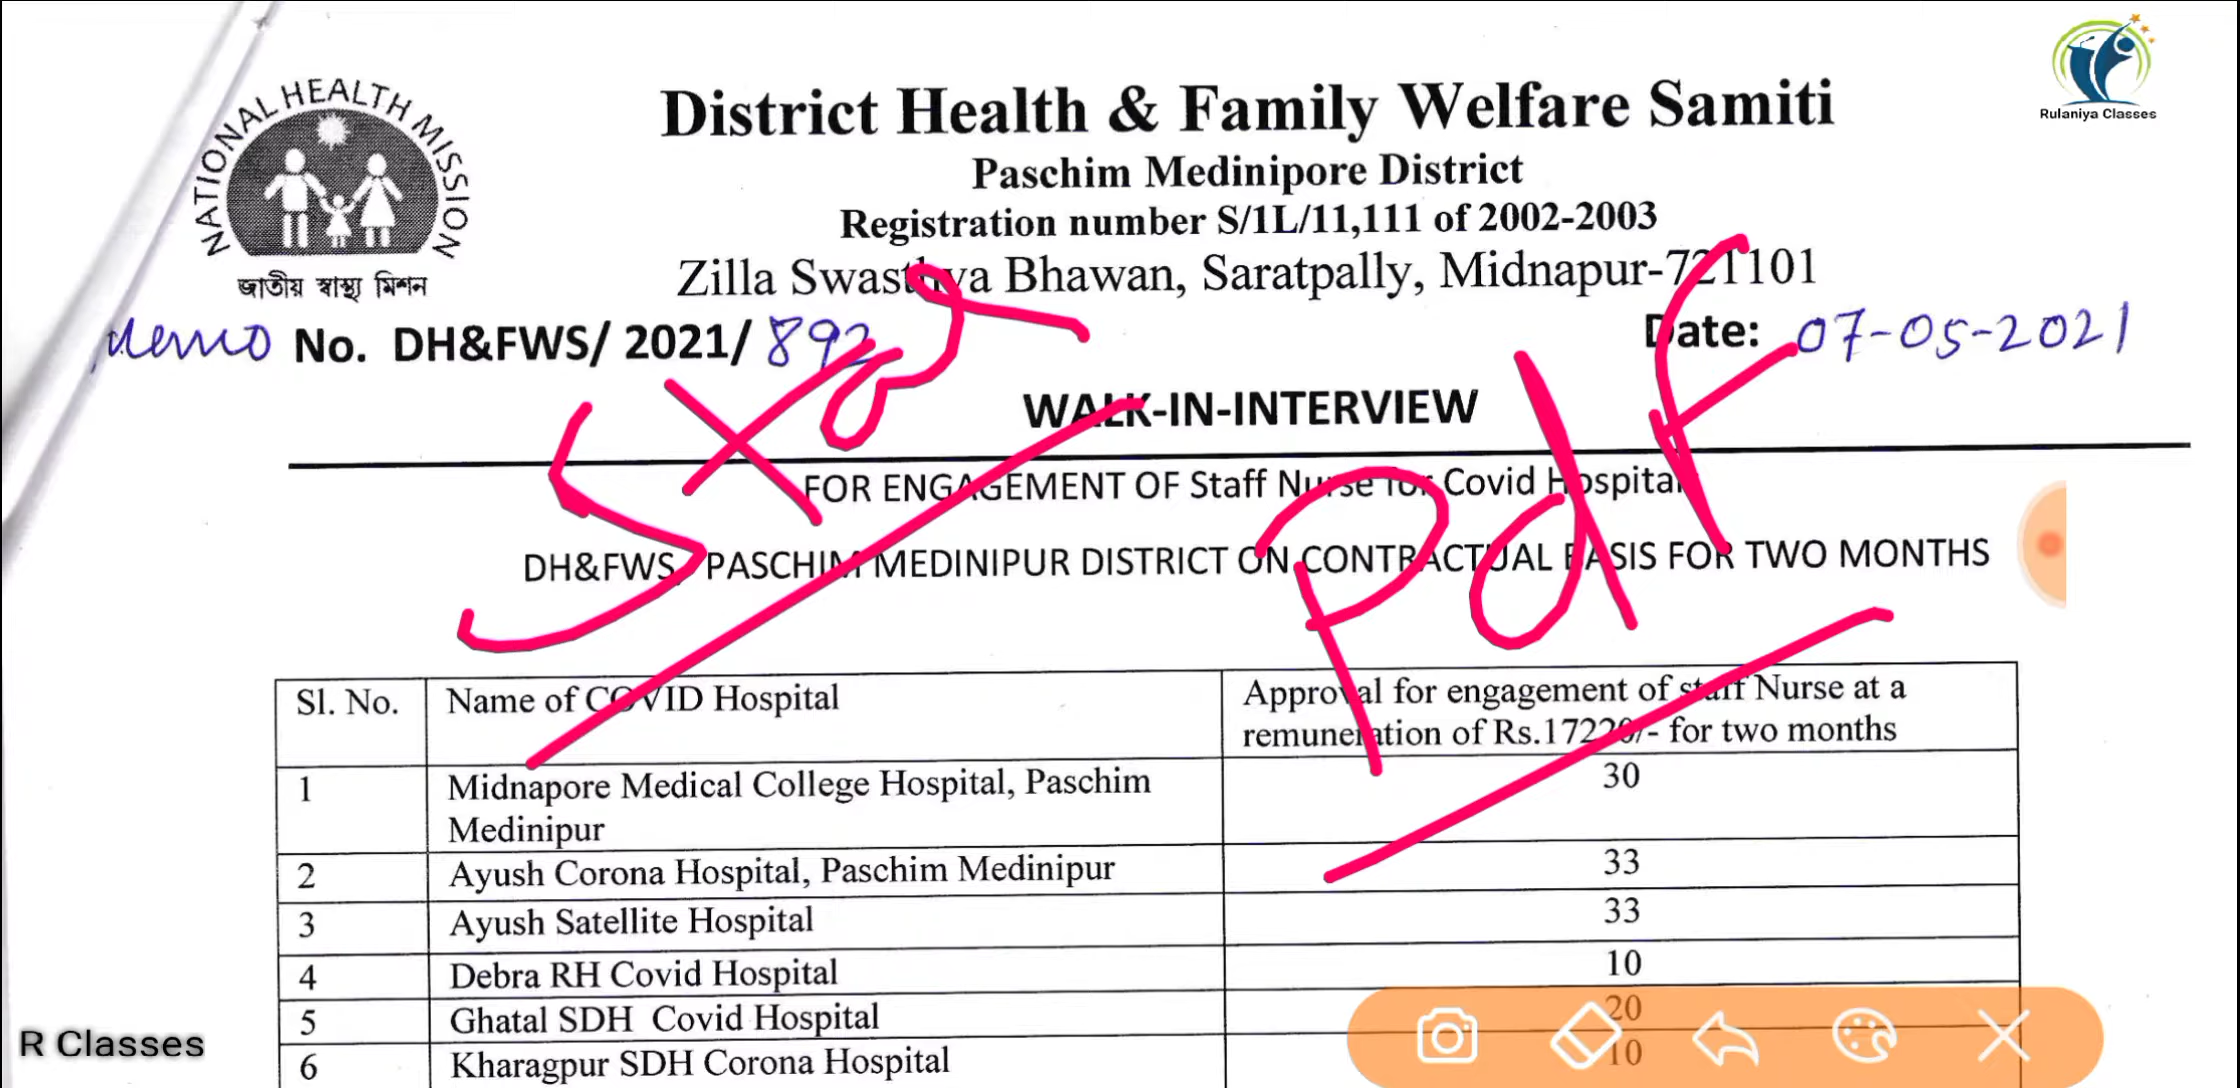 Rulaniya Classes
NATIONAL HEALTH MISSION
জাতীয় স্বাস্থ্য মিশন
District Health & Family Welfare Samiti
Paschim Medinipore District
Registration number S/1L/11,111 of 2002-2003
Zilla Swasthya Bhawan, Saratpally, Midnapur-721101
Memo No. DH&FWS/ 2021/892 Date: 07-05-2021
WALK-IN-INTERVIEW
FOR ENGAGEMENT OF Staff Nurse for Covid Hospital
DH&FWS, PASCHIM MEDINIPUR DISTRICT ON CONTRACTUAL BASIS FOR TWO MONTHS
pdf
Sl. No. Name of COVID Hospital Approval for engagement of staff Nurse at a
remuneration of Rs.17220/- for two months
1 Midnapore Medical College Hospital, Paschim 30
Medinipur
2 Ayush Corona Hospital, Paschim Medinipur 33
3 Ayush Satellite Hospital 33
4 Debra RH Covid Hospital 10
5 Ghatal SDH Covid Hospital 20
6 Kharagpur SDH Corona Hospital 10
R Classes